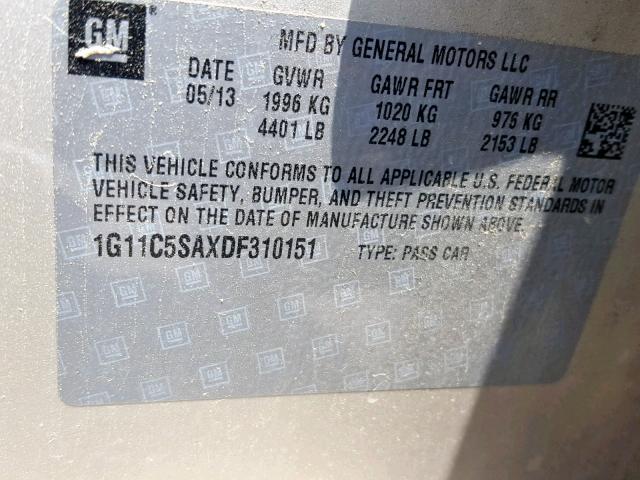 GM
MFD BY GENERAL MOTORS LLC
DATE GVWR GAWR FRT GAWR RR
05/13 1996 KG 1020 KG 976 KG
4401 LB 2248 LB 2153 LB
THIS VEHICLE CONFORMS TO ALL APPLICABLE U.S. FEDERAL MOTOR
VEHICLE SAFETY, BUMPER, AND THEFT PREVENTION STANDARDS IN
EFFECT ON THE DATE OF MANUFACTURE SHOWN ABOVE.
1G11C5SAXDF310151 TYPE: PASS CAR